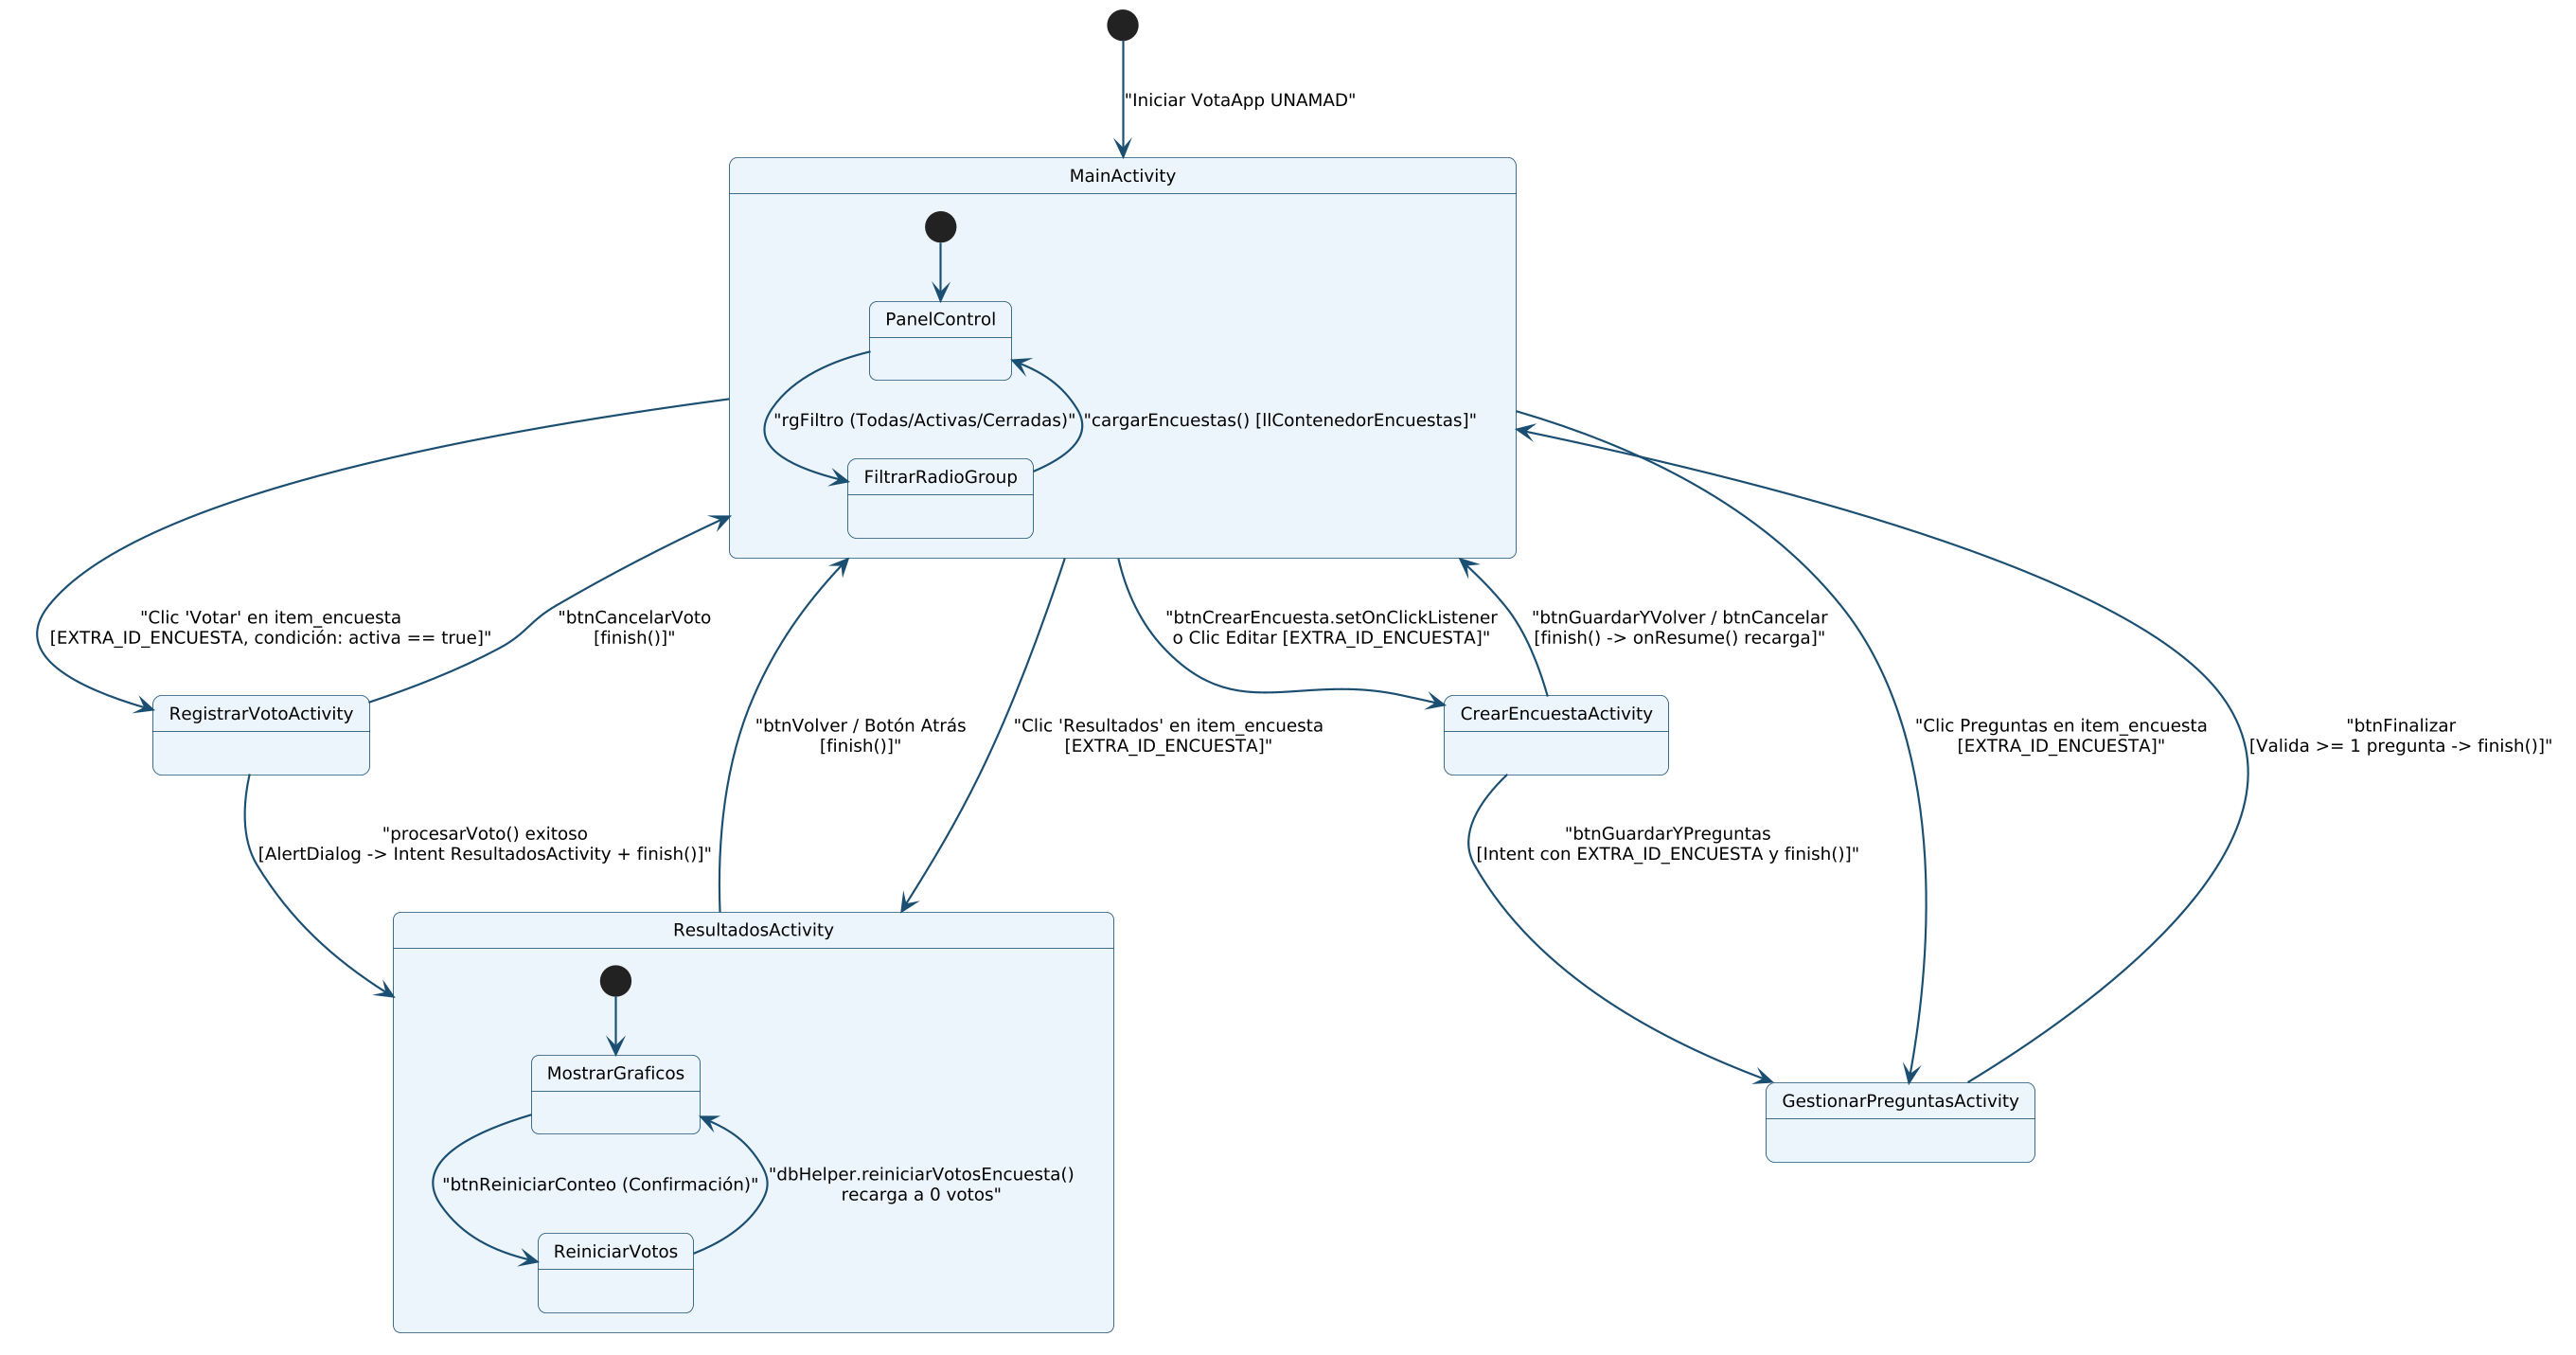 "Iniciar VotaApp UNAMAD"
MainActivity
PanelControl
"rgFiltro (Todas/Activas/Cerradas)"
"cargarEncuestas() [llContenedorEncuestas]"
FiltrarRadioGroup
"Clic 'Votar' en item_encuesta
[EXTRA_ID_ENCUESTA, condición: activa == true]"
"btnCancelarVoto
[finish()]"
"btnCrearEncuesta.setOnClickListener
o Clic Editar [EXTRA_ID_ENCUESTA]"
"btnGuardarYVolver / btnCancelar
[finish() -> onResume() recarga]"
RegistrarVotoActivity
"btnVolver / Botón Atrás
[finish()]"
"Clic 'Resultados' en item_encuesta
[EXTRA_ID_ENCUESTA]"
CrearEncuestaActivity
"Clic Preguntas en item_encuesta
[EXTRA_ID_ENCUESTA]"
"btnFinalizar
[Valida >= 1 pregunta -> finish()]"
"procesarVoto() exitoso
[AlertDialog -> Intent ResultadosActivity + finish()]"
"btnGuardarYPreguntas
[Intent con EXTRA_ID_ENCUESTA y finish()]"
ResultadosActivity
MostrarGraficos
GestionarPreguntasActivity
"btnReiniciarConteo (Confirmación)"
"dbHelper.reiniciarVotosEncuesta()
recarga a 0 votos"
ReiniciarVotos